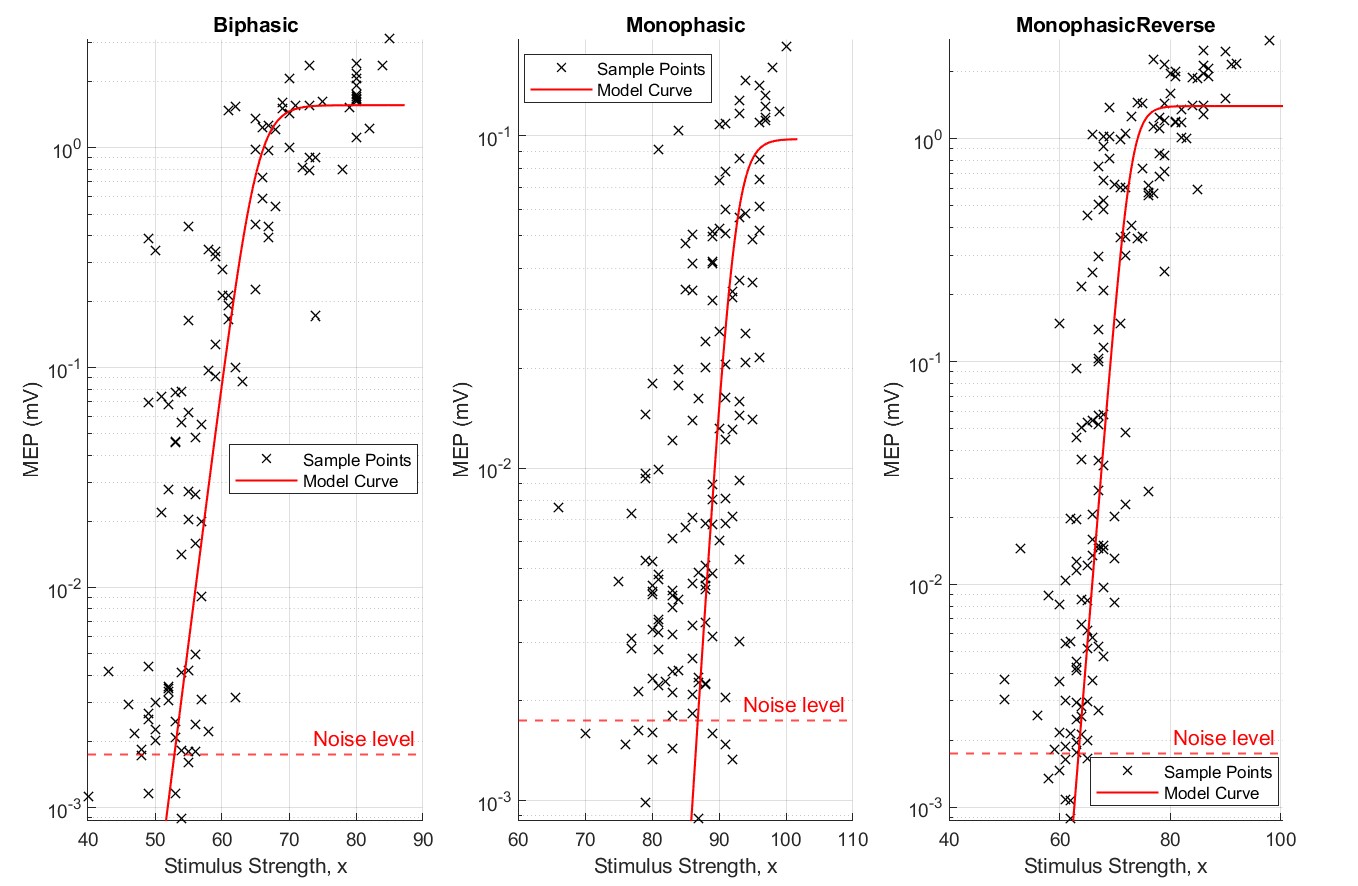 Biphasic
10^0
10^-1
10^-2
10^-3
MEP (mV)
Sample Points
Model Curve
Noise level
40 50 60 70 80 90
Stimulus Strength, x
Monophasic
Sample Points
Model Curve
10^-1
10^-2
10^-3
MEP (mV)
Noise level
60 70 80 90 100 110
Stimulus Strength, x
MonophasicReverse
10^0
10^-1
10^-2
10^-3
MEP (mV)
Noise level
Sample Points
Model Curve
40 60 80 100
Stimulus Strength, x